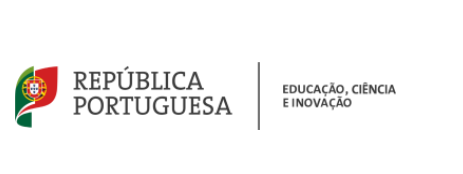 REPÚBLICA
PORTUGUESA
EDUCAÇÃO, CIÊNCIA
E INOVAÇÃO